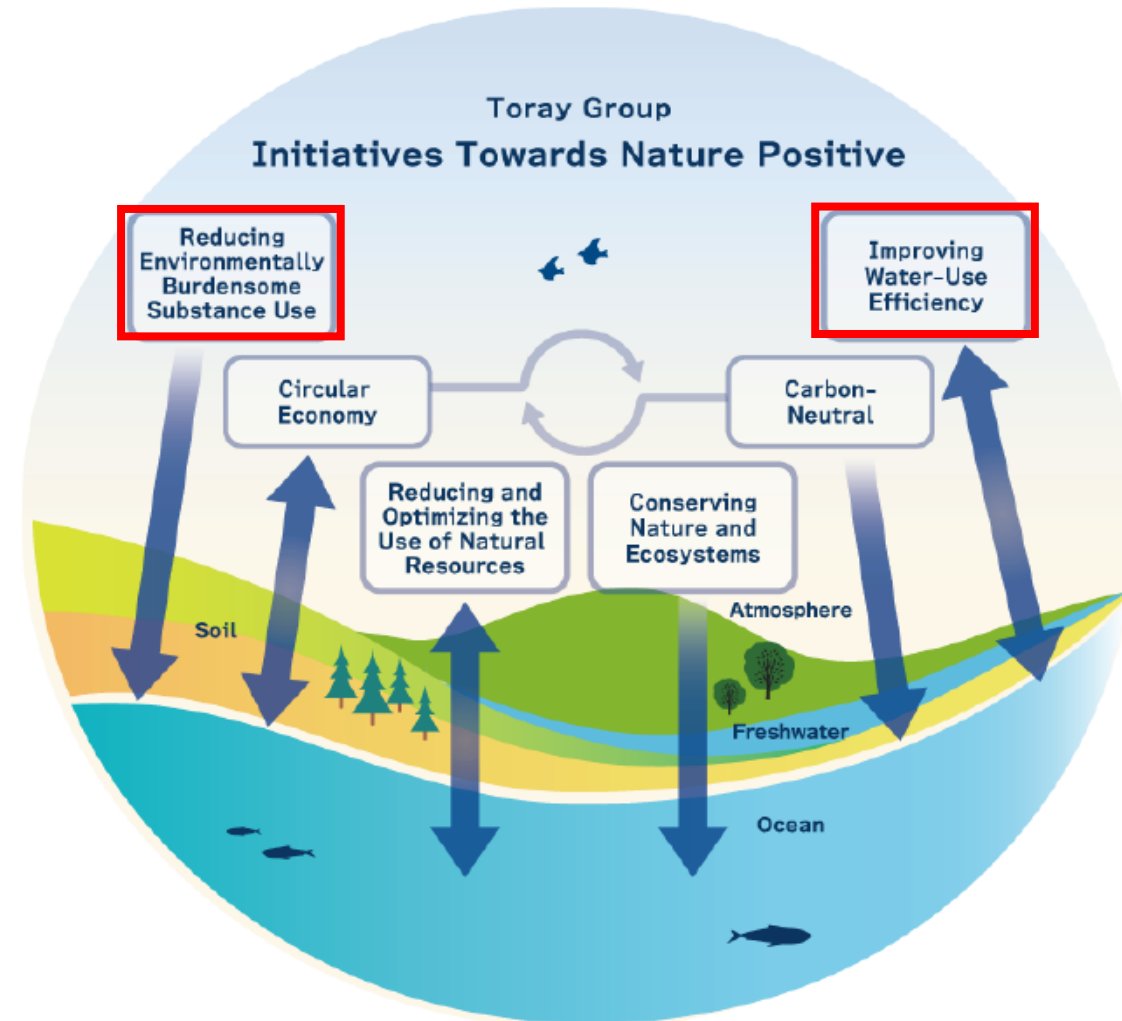 Toray Group
Initiatives Towards Nature Positive
Reducing
Environmentally
Burdensome
Substance Use
Improving
Water-Use
Efficiency
Circular
Economy
Carbon-
Neutral
Reducing and
Optimizing the
Use of Natural
Resources
Conserving
Nature and
Ecosystems
Atmosphere
Soil
Freshwater
Ocean